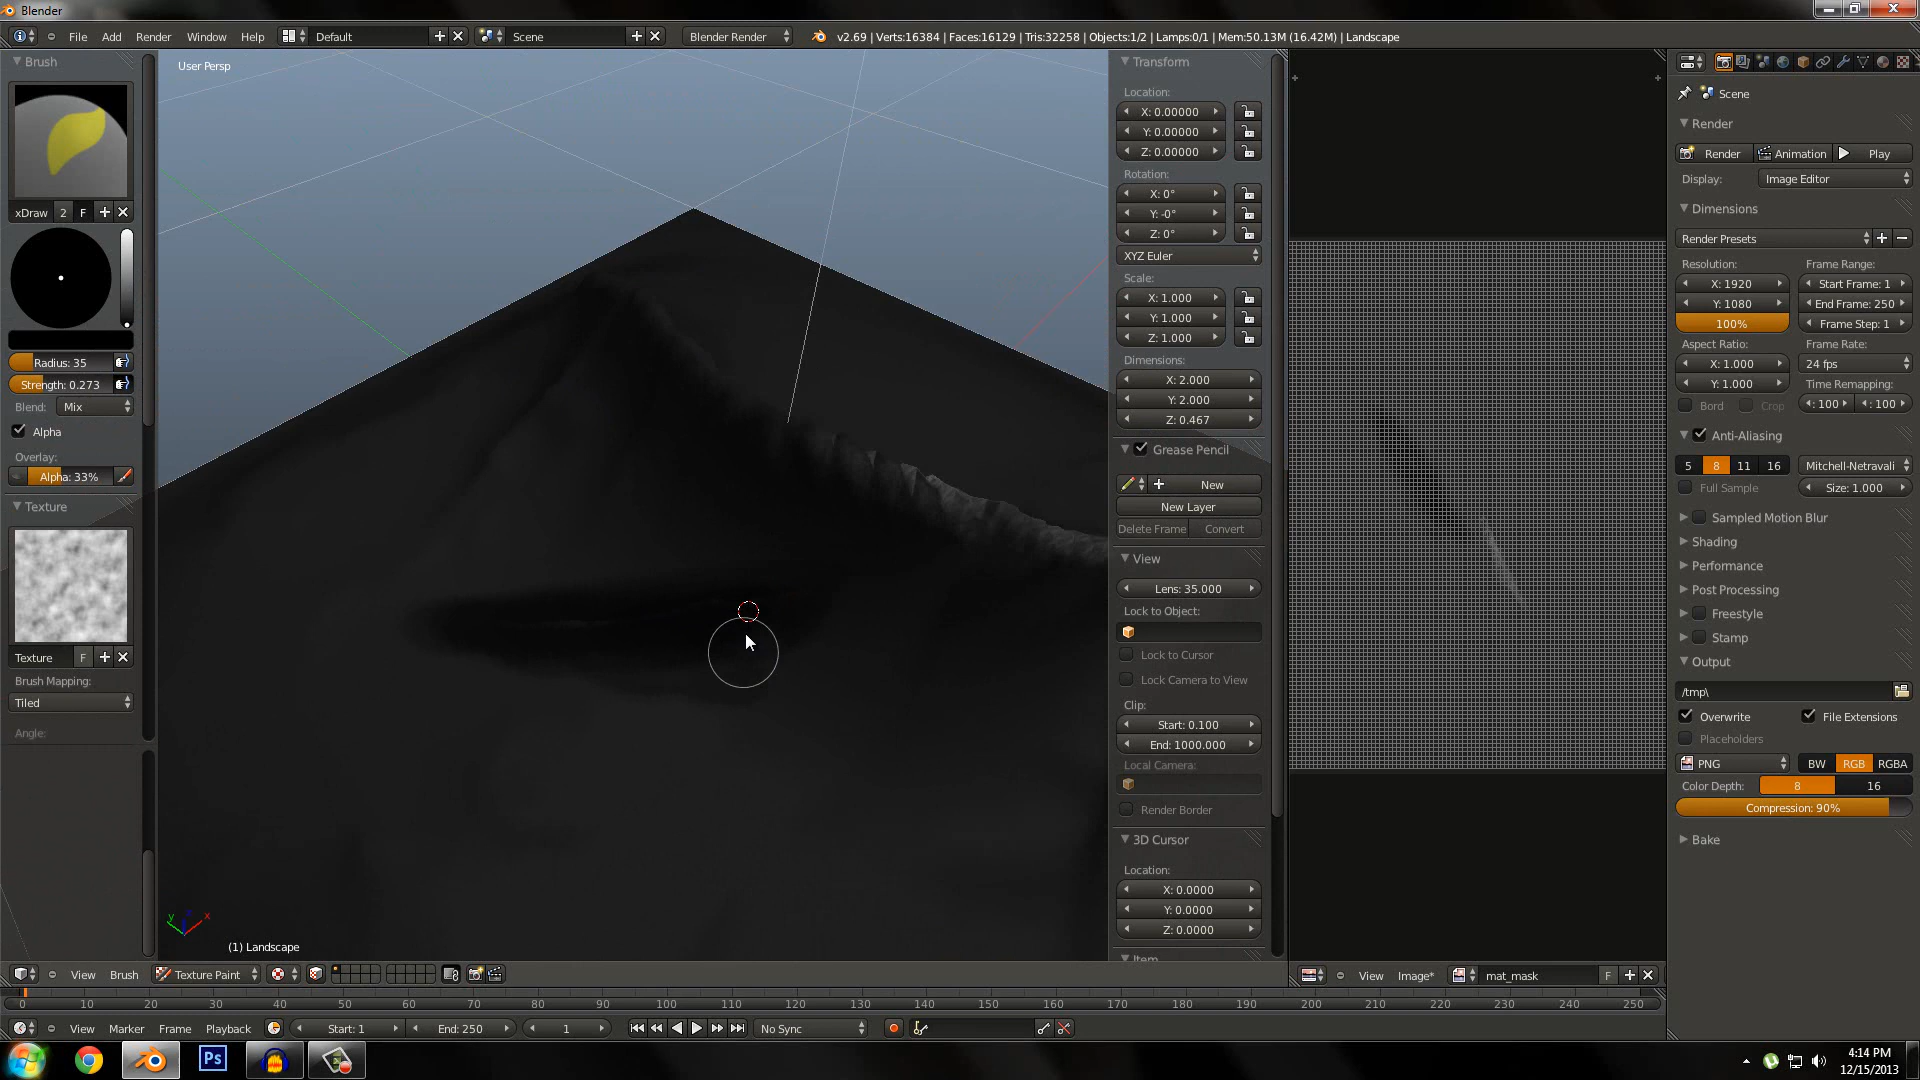 Blender
File Add Render Window Help Default Scene Blender Render v2.69 | Verts:16384 | Faces:16129 | Tris:32258 | Objects:1/2 | Lamps:0/1 | Mem:50.13M (16.42M) | Landscape
Brush
xDraw 2 F
Radius: 35
Strength: 0.273
Blend: Mix
Alpha
Overlay:
Alpha: 33%
Texture
Texture F
Brush Mapping:
Tiled
Angle:
User Persp
y x
(1) Landscape
Transform
Location:
X: 0.00000
Y: 0.00000
Z: 0.00000
Rotation:
X: 0°
Y: -0°
Z: 0°
XYZ Euler
Scale:
X: 1.000
Y: 1.000
Z: 1.000
Dimensions:
X: 2.000
Y: 2.000
Z: 0.467
Grease Pencil
New
New Layer
Delete Frame Convert
View
Lens: 35.000
Lock to Object:
Lock to Cursor
Lock Camera to View
Clip:
Start: 0.100
End: 1000.000
Local Camera:
Render Border
3D Cursor
Location:
X: 0.0000
Y: 0.0000
Z: 0.0000
Item
Scene
Render
Render Animation Play
Display: Image Editor
Dimensions
Render Presets
Resolution: Frame Range:
X: 1920 Start Frame: 1
Y: 1080 End Frame: 250
100% Frame Step: 1
Aspect Ratio: Frame Rate:
X: 1.000 24 fps
Y: 1.000 Time Remapping:
Bord Crop : 100 : 100
Anti-Aliasing
5 8 11 16 Mitchell-Netravali
Full Sample Size: 1.000
Sampled Motion Blur
Shading
Performance
Post Processing
Freestyle
Stamp
Output
/tmp\
Overwrite File Extensions
Placeholders
PNG BW RGB RGBA
Color Depth: 8 16
Compression: 90%
Bake
View Brush Texture Paint
View Image* mat_mask F
0 10 20 30 40 50 60 70 80 90 100 110 120 130 140 150 160 170 180 190 200 210 220 230 240 250
View Marker Frame Playback Start: 1 End: 250 1 No Sync
Ps
4:14 PM
12/15/2013